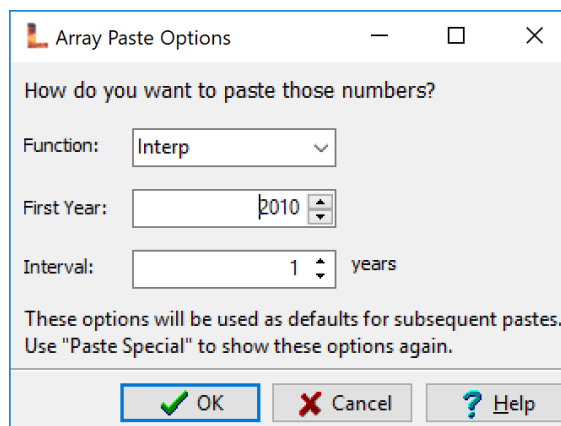 Array Paste Options
How do you want to paste those numbers?
Function: Interp
First Year: 2010
Interval: 1 years
These options will be used as defaults for subsequent pastes.
Use "Paste Special" to show these options again.
OK Cancel Help